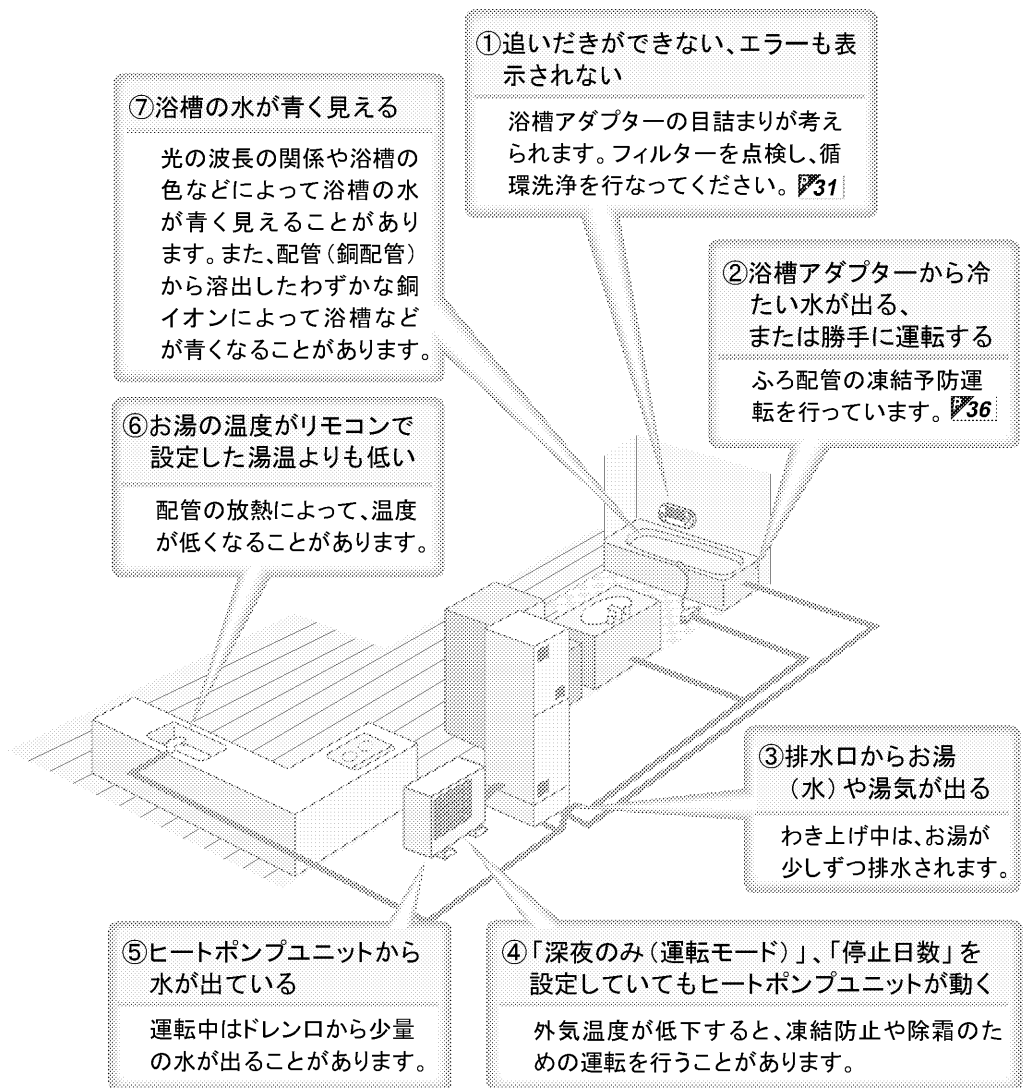 ①追いだきができない、エラーも表
示されない
浴槽アダプターの目詰まりが考え
られます。フィルターを点検し、循
環洗浄を行なってください。 P31
②浴槽アダプターから冷
たい水が出る、
または勝手に運転する
ふろ配管の凍結予防運
転を行っています。 P36
③排水口からお湯
(水)や湯気が出る
わき上げ中は、お湯が
少しずつ排水されます。
④「深夜のみ(運転モード)」、「停止日数」を
設定していてもヒートポンプユニットが動く
外気温度が低下すると、凍結防止や除霜のた
めの運転を行うことがあります。
⑤ヒートポンプユニットから
水が出ている
運転中はドレン口から少量
の水が出ることがあります。
⑥お湯の温度がリモコンで
設定した湯温よりも低い
配管の放熱によって、温度
が低くなることがあります。
⑦浴槽の水が青く見える
光の波長の関係や浴槽の
色などによって浴槽の水
が青く見えることがあり
ます。また、配管(銅配管)
から溶出したわずかな銅
イオンによって浴槽など
が青くなることがあります。